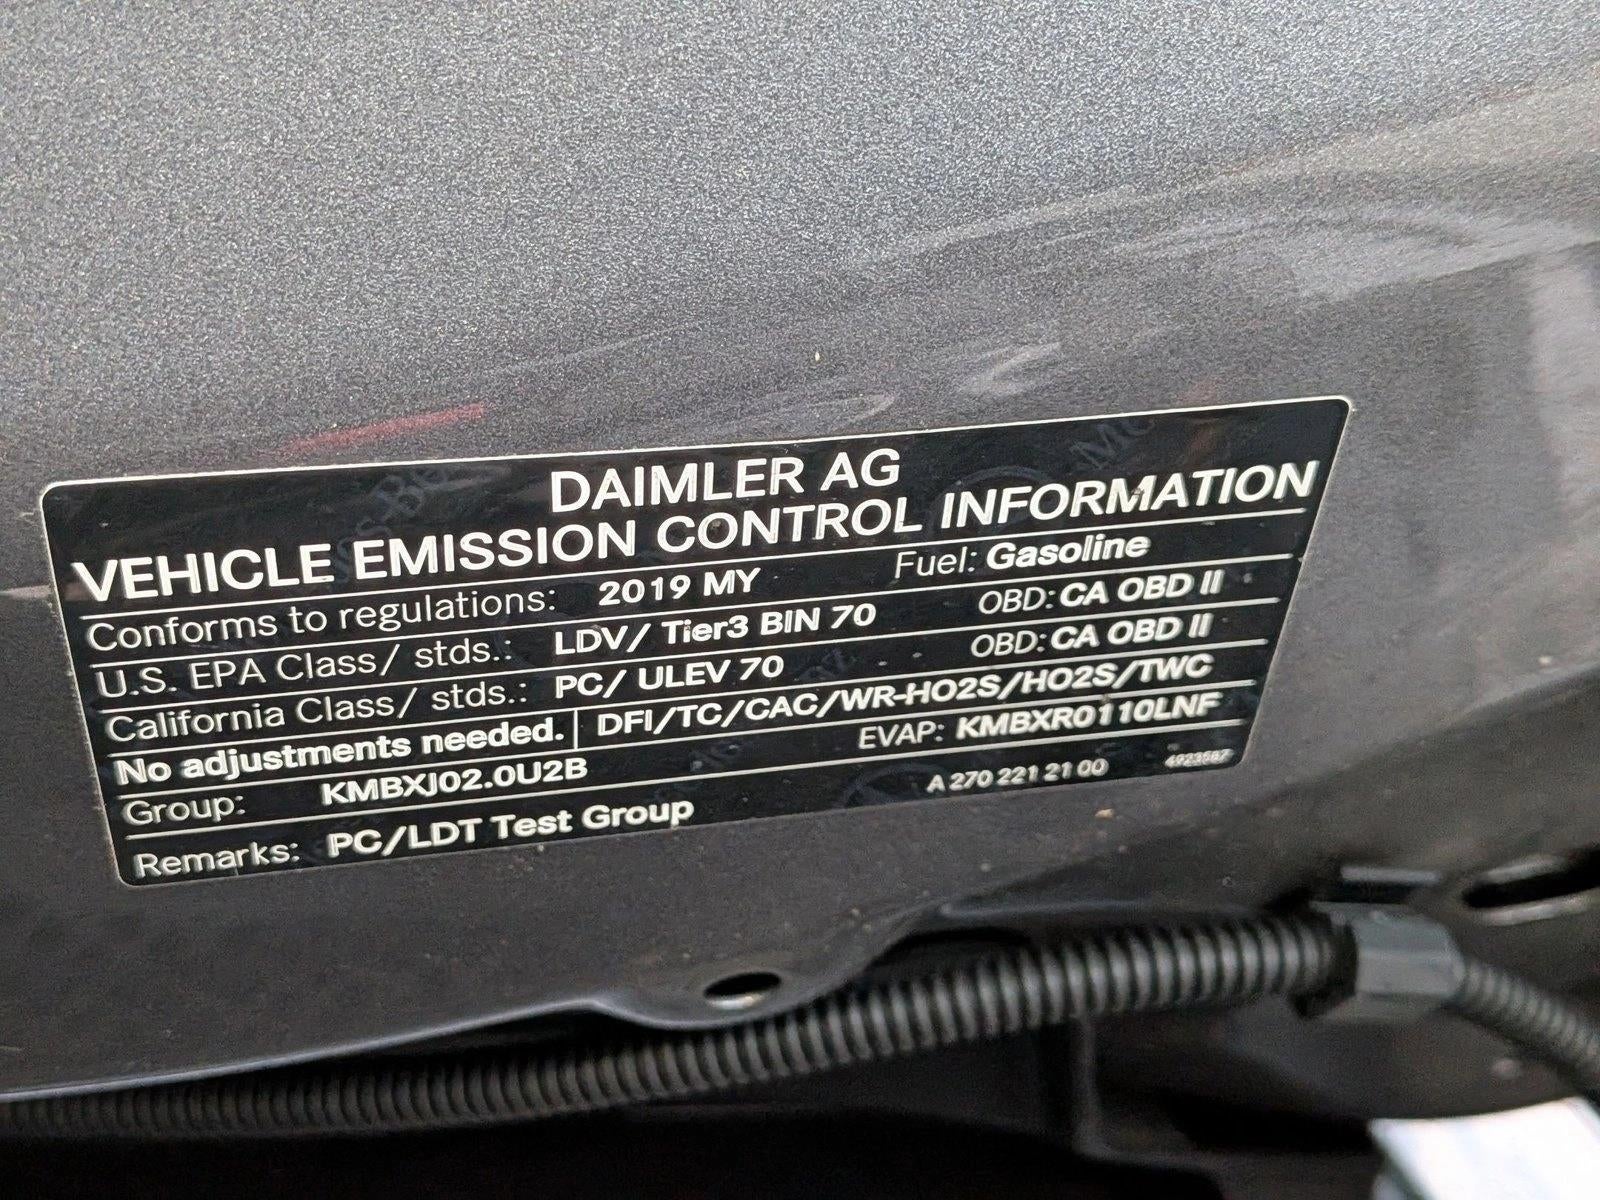 DAIMLER AG
VEHICLE EMISSION CONTROL INFORMATION
Conforms to regulations: 2019 MY Fuel: Gasoline
U.S. EPA Class/ stds.: LDV/ Tier3 BIN 70 OBD: CA OBD II
California Class/ stds.: PC/ ULEV 70 OBD: CA OBD II
No adjustments needed. DFI/TC/CAC/WR-HO2S/HO2S/TWC
Group: KMBXJ02.0U2B EVAP: KMBXR0110LNF
Remarks: PC/LDT Test Group A 270 221 21 00 4923587